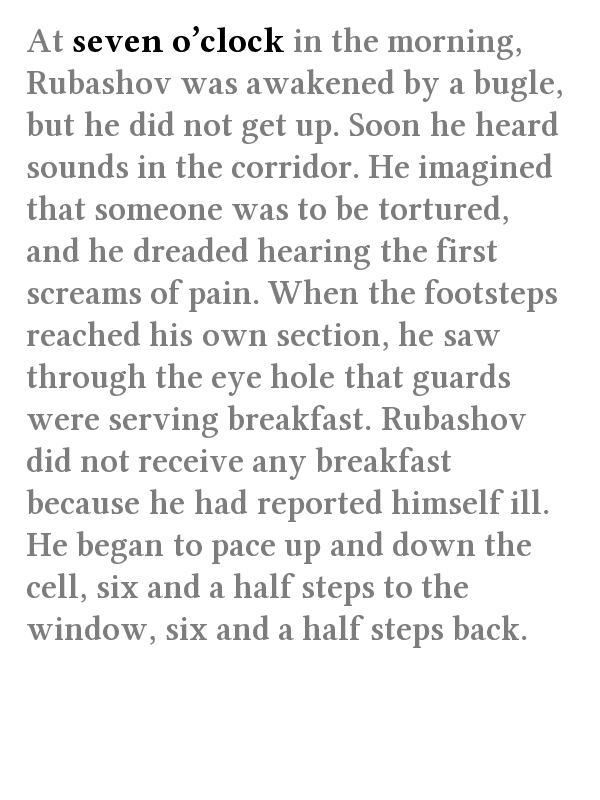 At seven o’clock in the morning,
Rubashov was awakened by a bugle,
but he did not get up. Soon he heard
sounds in the corridor. He imagined
that someone was to be tortured,
and he dreaded hearing the first
screams of pain. When the footsteps
reached his own section, he saw
through the eye hole that guards
were serving breakfast. Rubashov
did not receive any breakfast
because he had reported himself ill.
He began to pace up and down the
cell, six and a half steps to the
window, six and a half steps back.